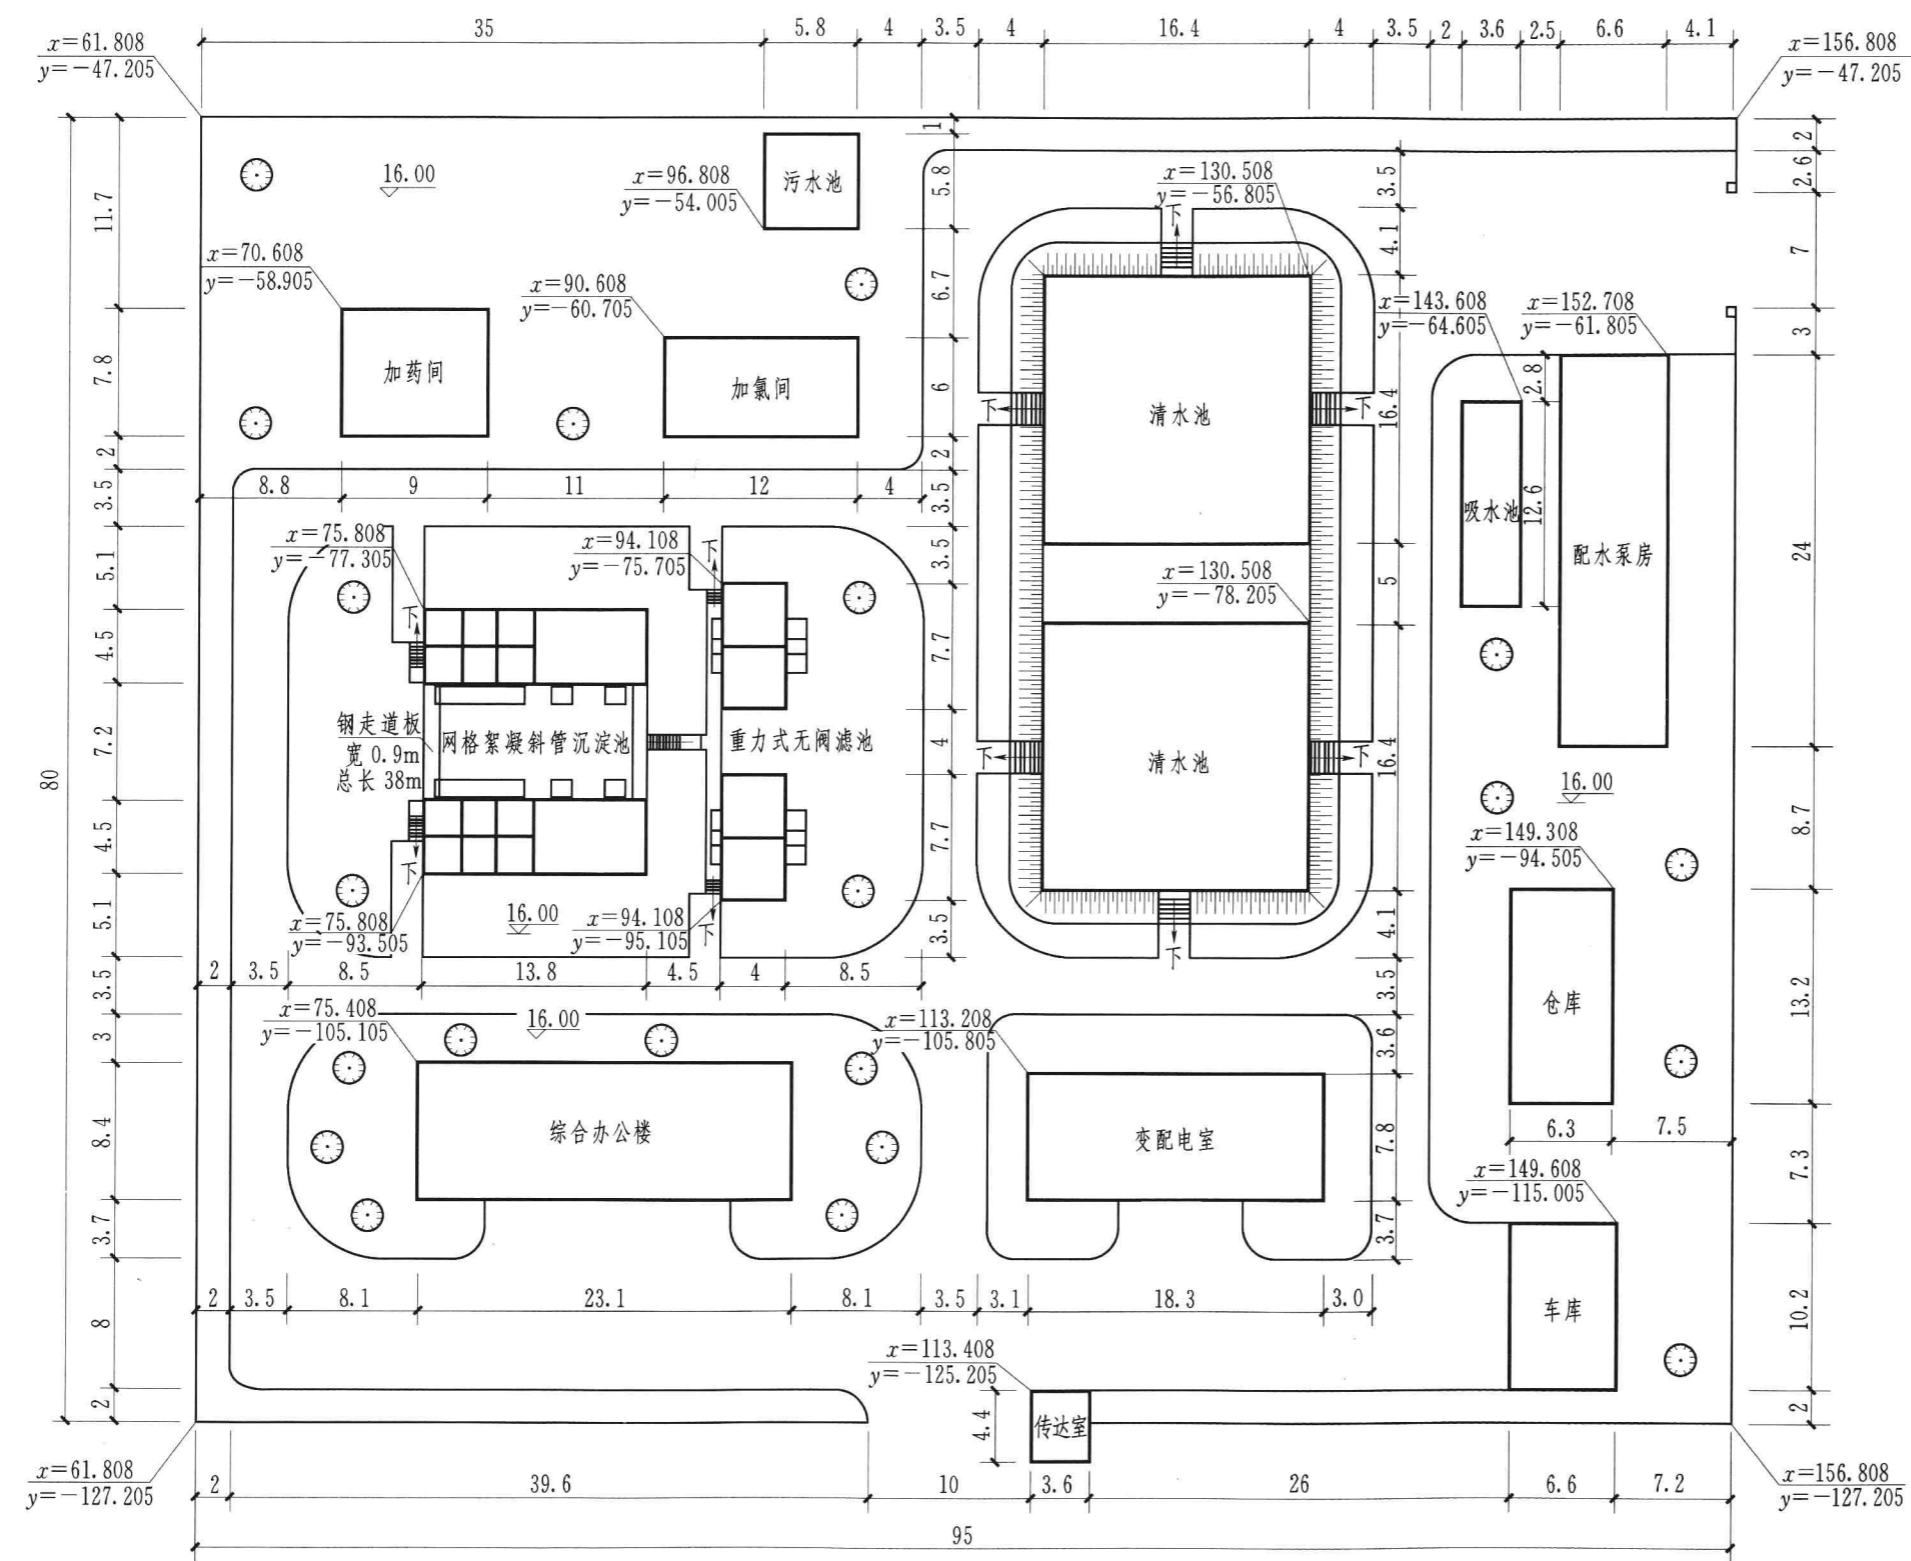 35
5.8
4
3.5
4
16.4
4
3.5
2
3.6
2.5
6.6
4.1
x=61.808
y=-47.205
x=156.808
y=-47.205
80
11.7
7.8
2
3.5
5.1
4.5
7.2
4.5
5.1
3.5
3
8.4
3.7
8
2
16.00
x=96.808
y=-54.005
污水池
x=70.608
y=-58.905
加药间
x=90.608
y=-60.705
加氯间
1
5.8
6.7
6
2
3.5
3.5
7.7
4
7.7
3.5
8.8
9
11
12
4
x=130.508
y=-56.805
下
下
下
清水池
x=130.508
y=-78.205
清水池
下
下
下
3.5
4.1
16.4
5
16.4
4.1
3.5
3.6
7.8
3.7
x=143.608
y=-64.605
x=152.708
y=-61.805
2.8
12.6
吸水池
配水泵房
2
2.6
7
3
24
8.7
13.2
7.3
10.2
2
x=75.808
y=-77.305
下
x=94.108
y=-75.705
下
钢走道板
宽 0.9m
总长 38m
网格絮凝斜管沉淀池
重力式无阀滤池
下
x=75.808
y=-93.505
16.00
x=94.108
y=-95.105
下
2
3.5
8.5
13.8
4.5
4
8.5
16.00
x=149.308
y=-94.505
仓库
6.3
7.5
x=149.608
y=-115.005
车库
x=75.408
y=-105.105
16.00
综合办公楼
x=113.208
y=-105.805
变配电室
2
3.5
8.1
23.1
8.1
3.5
3.1
18.3
3.0
x=113.408
y=-125.205
4.4
传达室
x=61.808
y=-127.205
x=156.808
y=-127.205
2
39.6
10
3.6
26
6.6
7.2
95